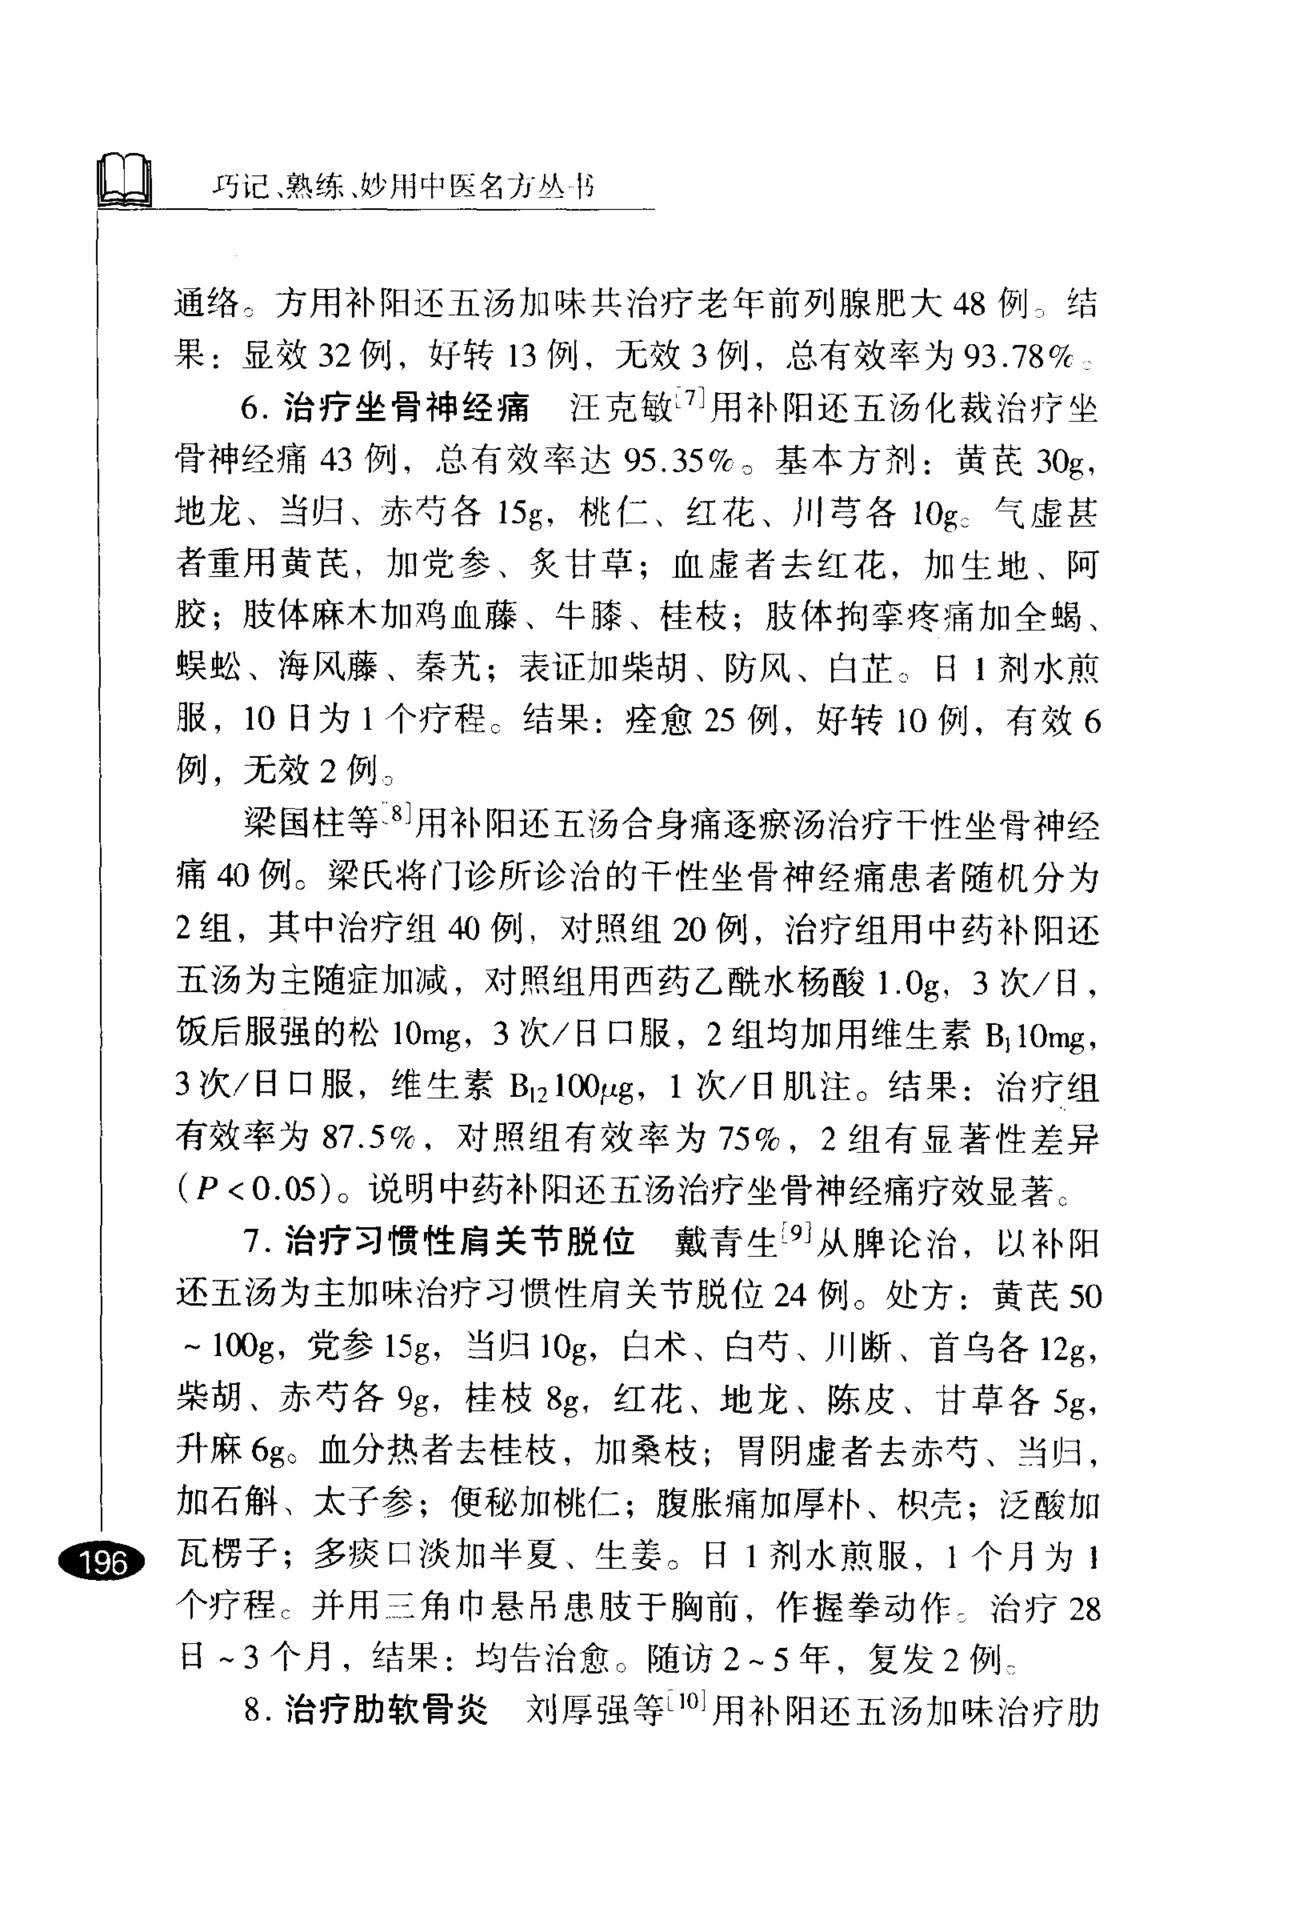 巧记、熟练、妙用中医名方丛书
通络。方用补阳还五汤加味共治疗老年前列腺肥大 48 例。结
果：显效 32 例，好转 13 例，无效 3 例，总有效率为 93.78%。
6. 治疗坐骨神经痛　汪克敏[7]用补阳还五汤化裁治疗坐
骨神经痛 43 例，总有效率达 95.35%。基本方剂：黄芪 30g，
地龙、当归、赤芍各 15g，桃仁、红花、川芎各 10g。气虚甚
者重用黄芪，加党参、炙甘草；血虚者去红花，加生地、阿
胶；肢体麻木加鸡血藤、牛膝、桂枝；肢体拘挛疼痛加全蝎、
蜈蚣、海风藤、秦艽；表证加柴胡、防风、白芷。日 1 剂水煎
服，10 日为 1 个疗程。结果：痊愈 25 例，好转 10 例，有效 6
例，无效 2 例。
梁国柱等[8]用补阳还五汤合身痛逐瘀汤治疗干性坐骨神经
痛 40 例。梁氏将门诊所诊治的干性坐骨神经痛患者随机分为
2 组，其中治疗组 40 例，对照组 20 例，治疗组用中药补阳还
五汤为主随症加减，对照组用西药乙酰水杨酸 1.0g，3 次/日，
饭后服强的松 10mg，3 次/日口服，2 组均加用维生素 B₁10mg，
3 次/日口服，维生素 B₁₂100μg，1 次/日肌注。结果：治疗组
有效率为 87.5%，对照组有效率为 75%，2 组有显著性差异
（P＜0.05）。说明中药补阳还五汤治疗坐骨神经痛疗效显著。
7. 治疗习惯性肩关节脱位　戴青生[9]从脾论治，以补阳
还五汤为主加味治疗习惯性肩关节脱位 24 例。处方：黄芪 50
～100g，党参 15g，当归 10g，白术、白芍、川断、首乌各 12g，
柴胡、赤芍各 9g，桂枝 8g，红花、地龙、陈皮、甘草各 5g，
升麻 6g。血分热者去桂枝，加桑枝；胃阴虚者去赤芍、当归，
加石斛、太子参；便秘加桃仁；腹胀痛加厚朴、枳壳；泛酸加
瓦楞子；多痰口淡加半夏、生姜。日 1 剂水煎服，1 个月为 1
个疗程。并用三角巾悬吊患肢于胸前，作握拳动作。治疗 28
日～3 个月，结果：均告治愈。随访 2～5 年，复发 2 例。
8. 治疗肋软骨炎　刘厚强等[10]用补阳还五汤加味治疗肋
196